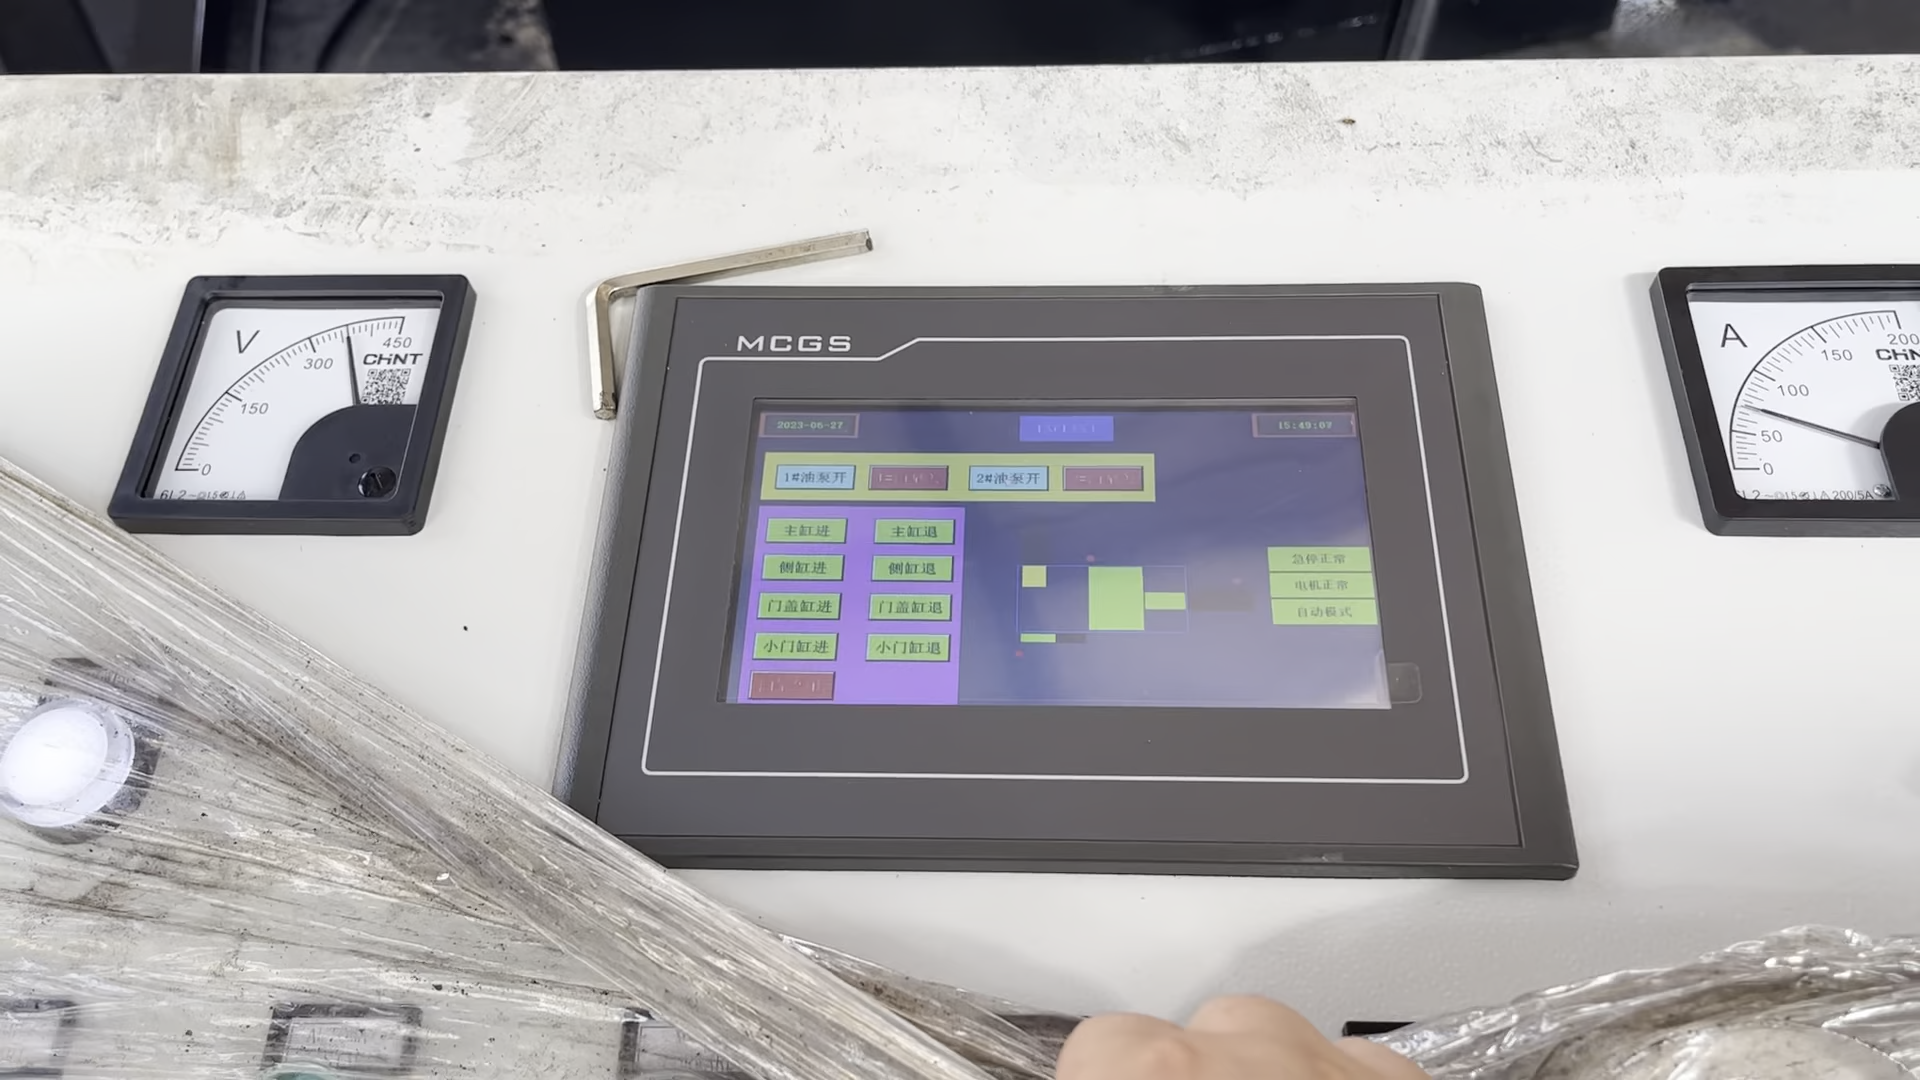 V
450
300
CHNT
150
0
MCGS
2023-06-27
15:49:07
1#油泵开
2#油泵开
主缸进
主缸退
侧缸进
侧缸退
门盖缸进
门盖缸退
小门缸进
小门缸退
急停正常
电机正常
自动模式
A
200
150
CHN
100
50
0
200/5A